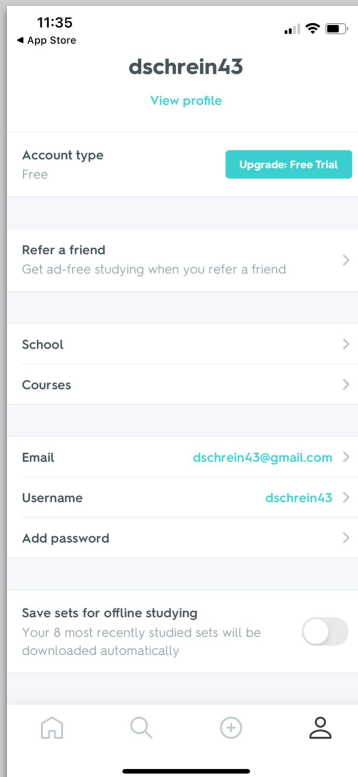 11:35
◀ App Store
dschrein43
View profile
Account type
Free
Upgrade: Free Trial
Refer a friend
Get ad-free studying when you refer a friend
School
Courses
Email
dschrein43@gmail.com
Username
dschrein43
Add password
Save sets for offline studying
Your 8 most recently studied sets will be
downloaded automatically